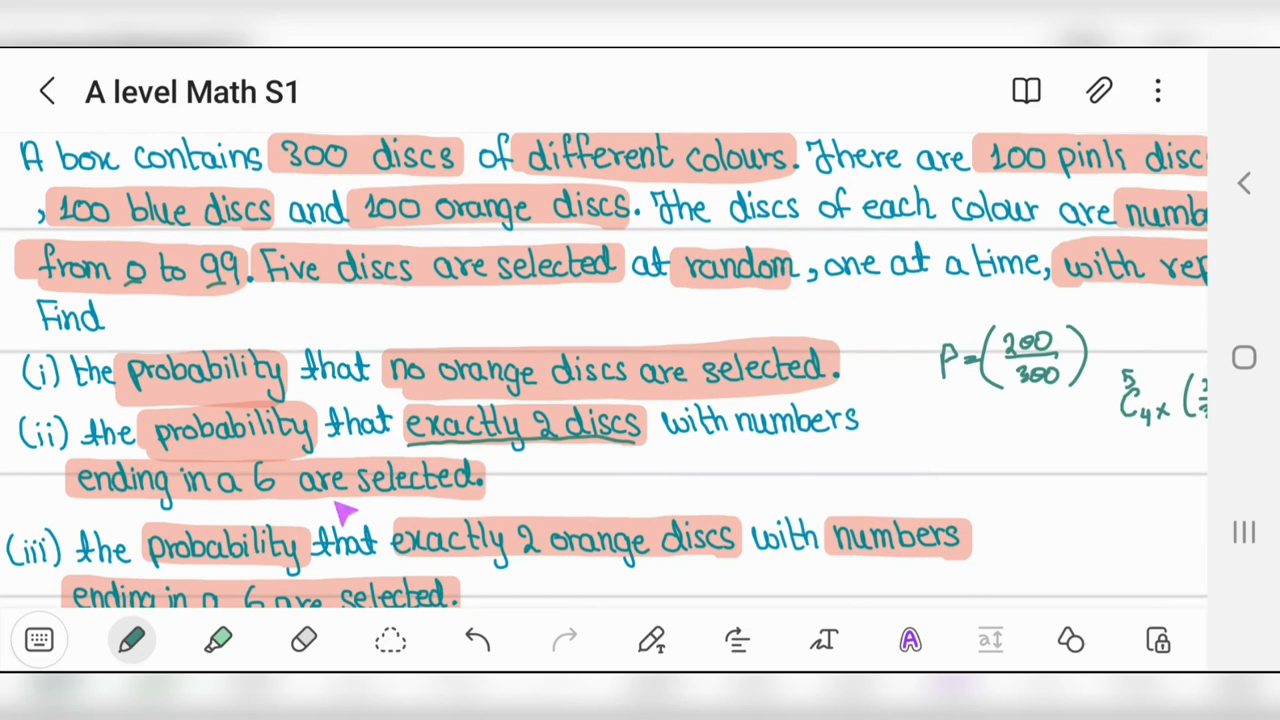 A level Math S1
A box contains 300 discs of different colours. There are 100 pink disc
, 100 blue discs and 100 orange discs. The discs of each colour are numb
from 0 to 99. Five discs are selected at random, one at a time, with rep
Find
(i) the probability that no orange discs are selected.
P = (200/300)
(ii) the probability that exactly 2 discs with numbers
⁵C₄ × (
ending in a 6 are selected.
(iii) the probability that exactly 2 orange discs with numbers
ending in a 6 are selected.